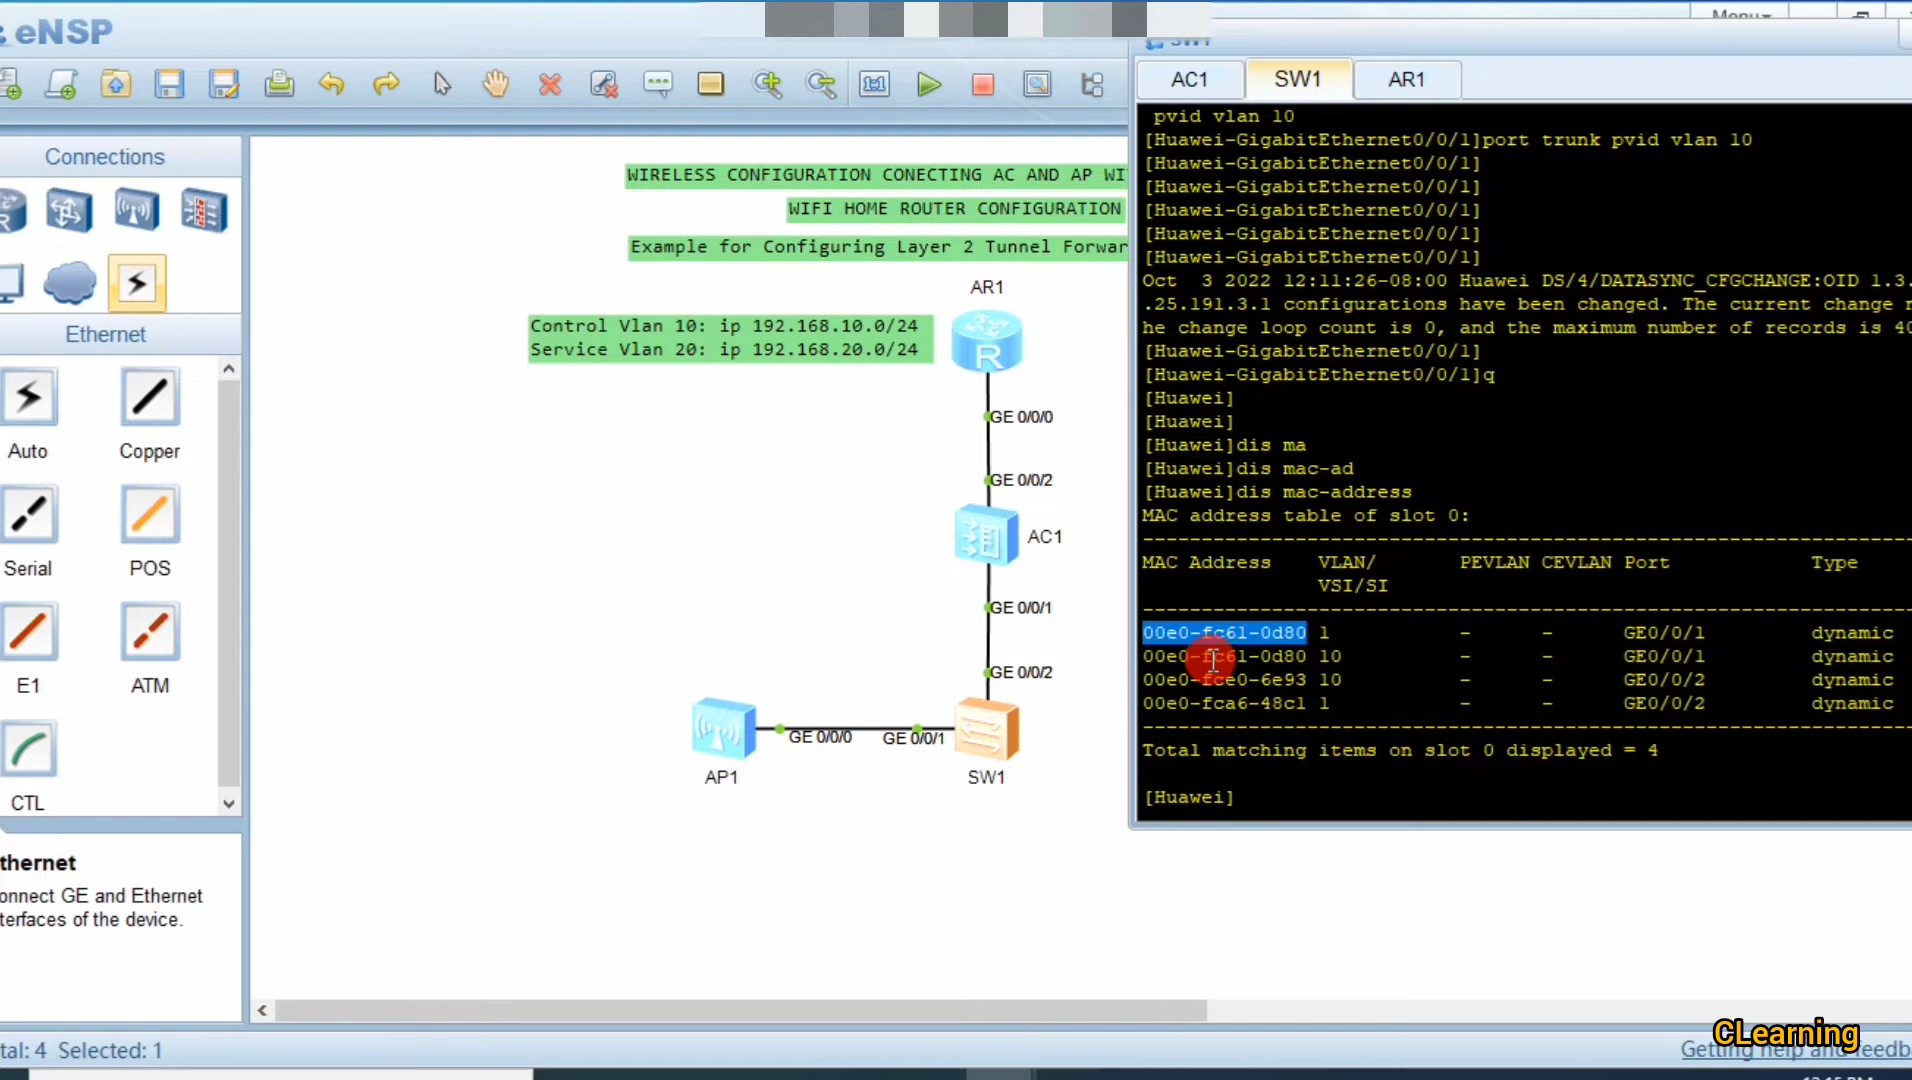 eNSP
Menu
SW1
AC1
SW1
AR1
Connections
Ethernet
Auto
Copper
Serial
POS
E1
ATM
CTL
thernet
onnect GE and Ethernet
terfaces of the device.
WIRELESS CONFIGURATION CONECTING AC AND AP WI
WIFI HOME ROUTER CONFIGURATION
Example for Configuring Layer 2 Tunnel Forwar
Control Vlan 10: ip 192.168.10.0/24
Service Vlan 20: ip 192.168.20.0/24
AR1
GE 0/0/0
GE 0/0/2
AC1
GE 0/0/1
GE 0/0/2
GE 0/0/0
GE 0/0/1
AP1
SW1
pvid vlan 10
[Huawei-GigabitEthernet0/0/1]port trunk pvid vlan 10
[Huawei-GigabitEthernet0/0/1]
[Huawei-GigabitEthernet0/0/1]
[Huawei-GigabitEthernet0/0/1]
[Huawei-GigabitEthernet0/0/1]
[Huawei-GigabitEthernet0/0/1]
Oct 3 2022 12:11:26-08:00 Huawei DS/4/DATASYNC_CFGCHANGE:OID 1.3.
.25.191.3.1 configurations have been changed. The current change n
he change loop count is 0, and the maximum number of records is 40
[Huawei-GigabitEthernet0/0/1]
[Huawei-GigabitEthernet0/0/1]q
[Huawei]
[Huawei]
[Huawei]dis ma
[Huawei]dis mac-ad
[Huawei]dis mac-address
MAC address table of slot 0:
MAC Address VLAN/ PEVLAN CEVLAN Port Type
VSI/SI
00e0-fc61-0d80 1 - - GE0/0/1 dynamic
00e0-fc61-0d80 10 - - GE0/0/1 dynamic
00e0-fce0-6e93 10 - - GE0/0/2 dynamic
00e0-fca6-48c1 1 - - GE0/0/2 dynamic
Total matching items on slot 0 displayed = 4
[Huawei]
tal: 4 Selected: 1
CLearning
Getting help and feedb